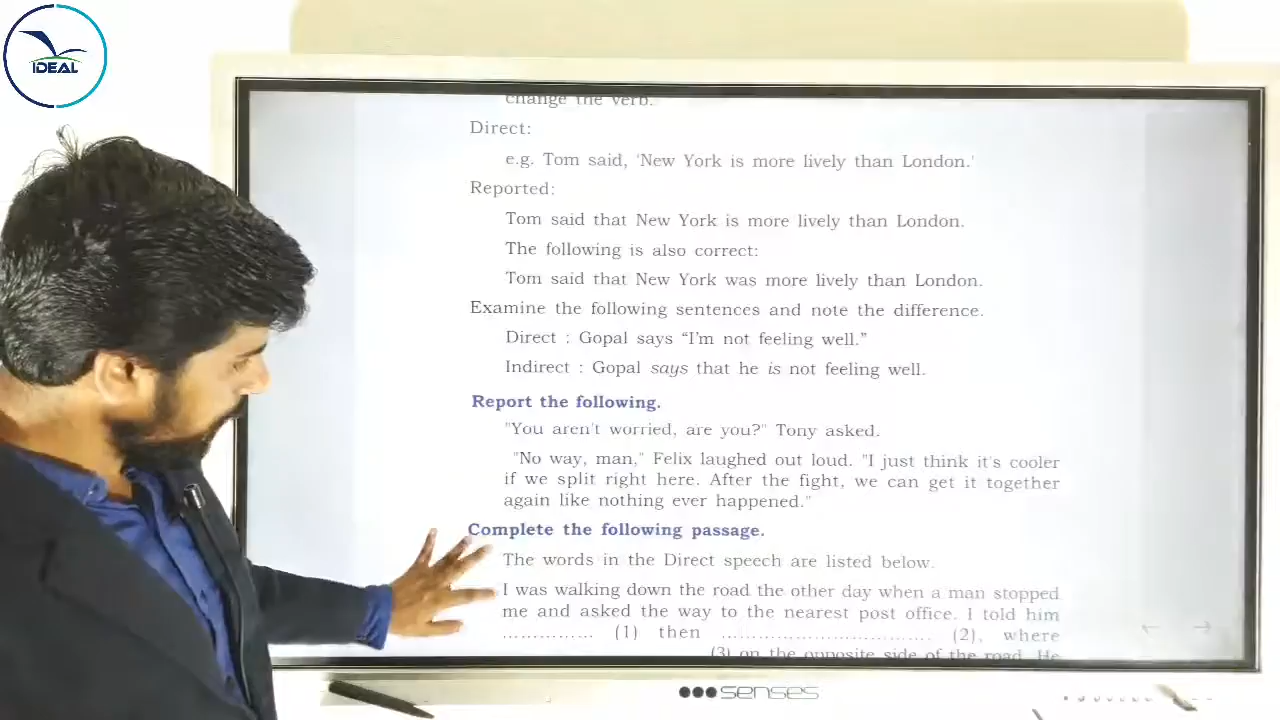 IDEAL
change the verb.
Direct:
e.g. Tom said, 'New York is more lively than London.'
Reported:
Tom said that New York is more lively than London.
The following is also correct:
Tom said that New York was more lively than London.
Examine the following sentences and note the difference.
Direct : Gopal says “I'm not feeling well.”
Indirect : Gopal says that he is not feeling well.
Report the following.
"You aren't worried, are you?" Tony asked.
"No way, man," Felix laughed out loud. "I just think it's cooler
if we split right here. After the fight, we can get it together
again like nothing ever happened."
Complete the following passage.
The words in the Direct speech are listed below.
I was walking down the road the other day when a man stopped
me and asked the way to the nearest post office. I told him
............... (1) then .................................. (2), where
(3) on the opposite side of the road. He
senses